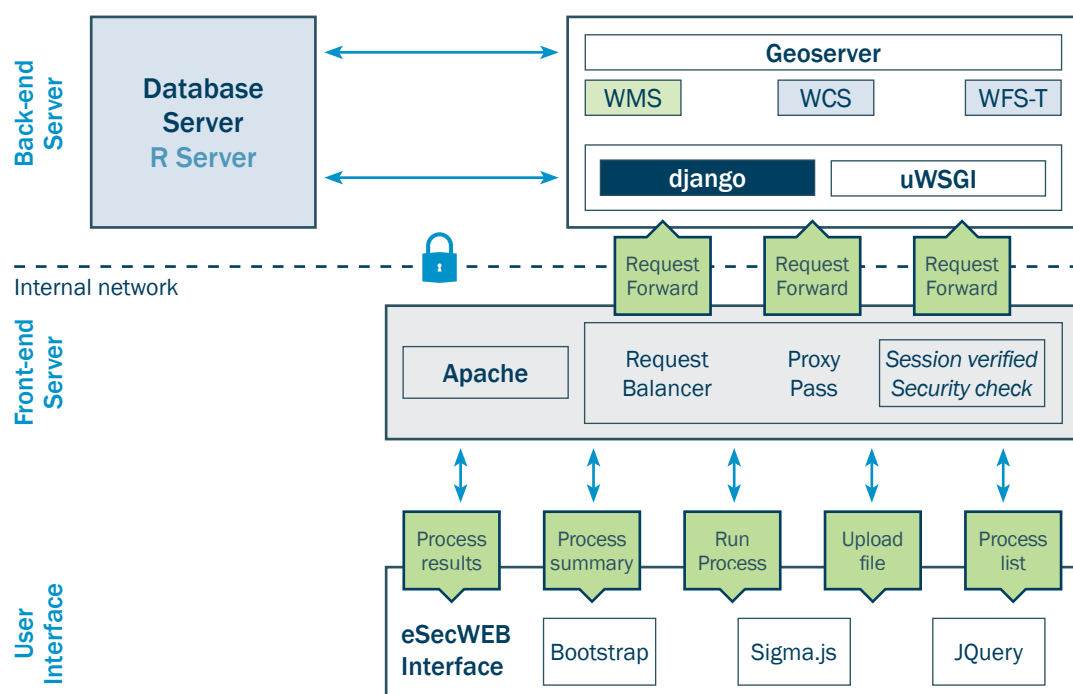 Back-end
Server
Database
Server
R Server
Geoserver
WMS
WCS
WFS-T
django
uWSGI
Request
Forward
Request
Forward
Request
Forward
Internal network
Front-end
Server
Apache
Request
Balancer
Proxy
Pass
Session verified
Security check
Process
results
Process
summary
Run
Process
Upload
file
Process
list
User
Interface
eSecWEB
Interface
Bootstrap
Sigma.js
JQuery